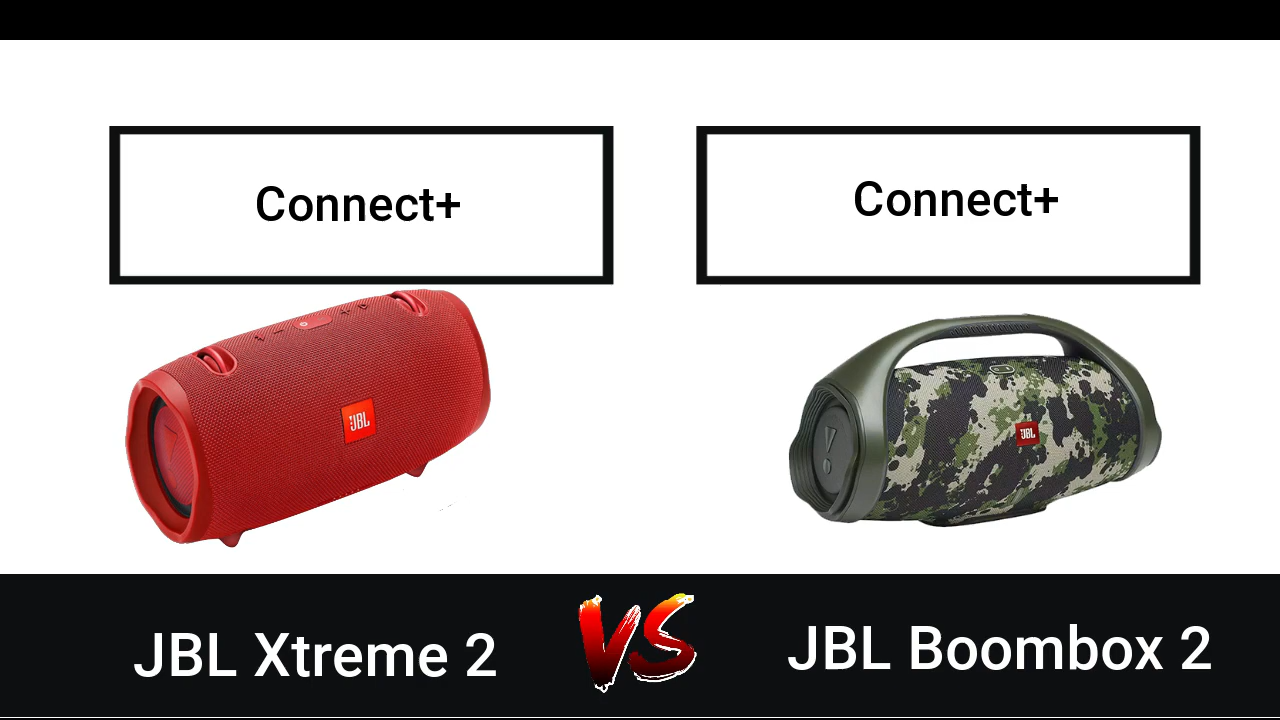 Connect+
Connect+
JBL
JBL
JBL Xtreme 2
VS
JBL Boombox 2